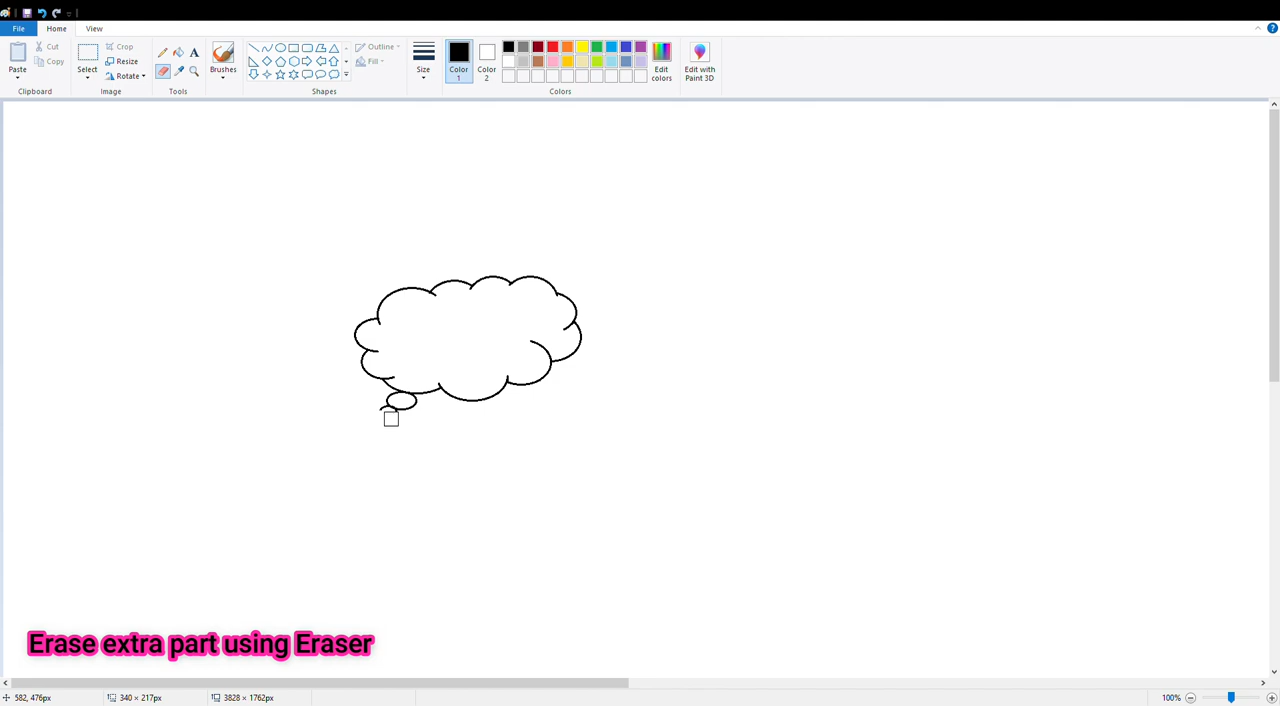 File
Home
View
Paste
Cut
Copy
Clipboard
Select
Crop
Resize
Rotate
Image
A
Tools
Brushes
Outline
Fill
Shapes
Size
Color
1
Color
2
Edit
colors
Colors
Edit with
Paint 3D
?
Erase extra part using Eraser
582, 476px
340 × 217px
3828 × 1762px
100%